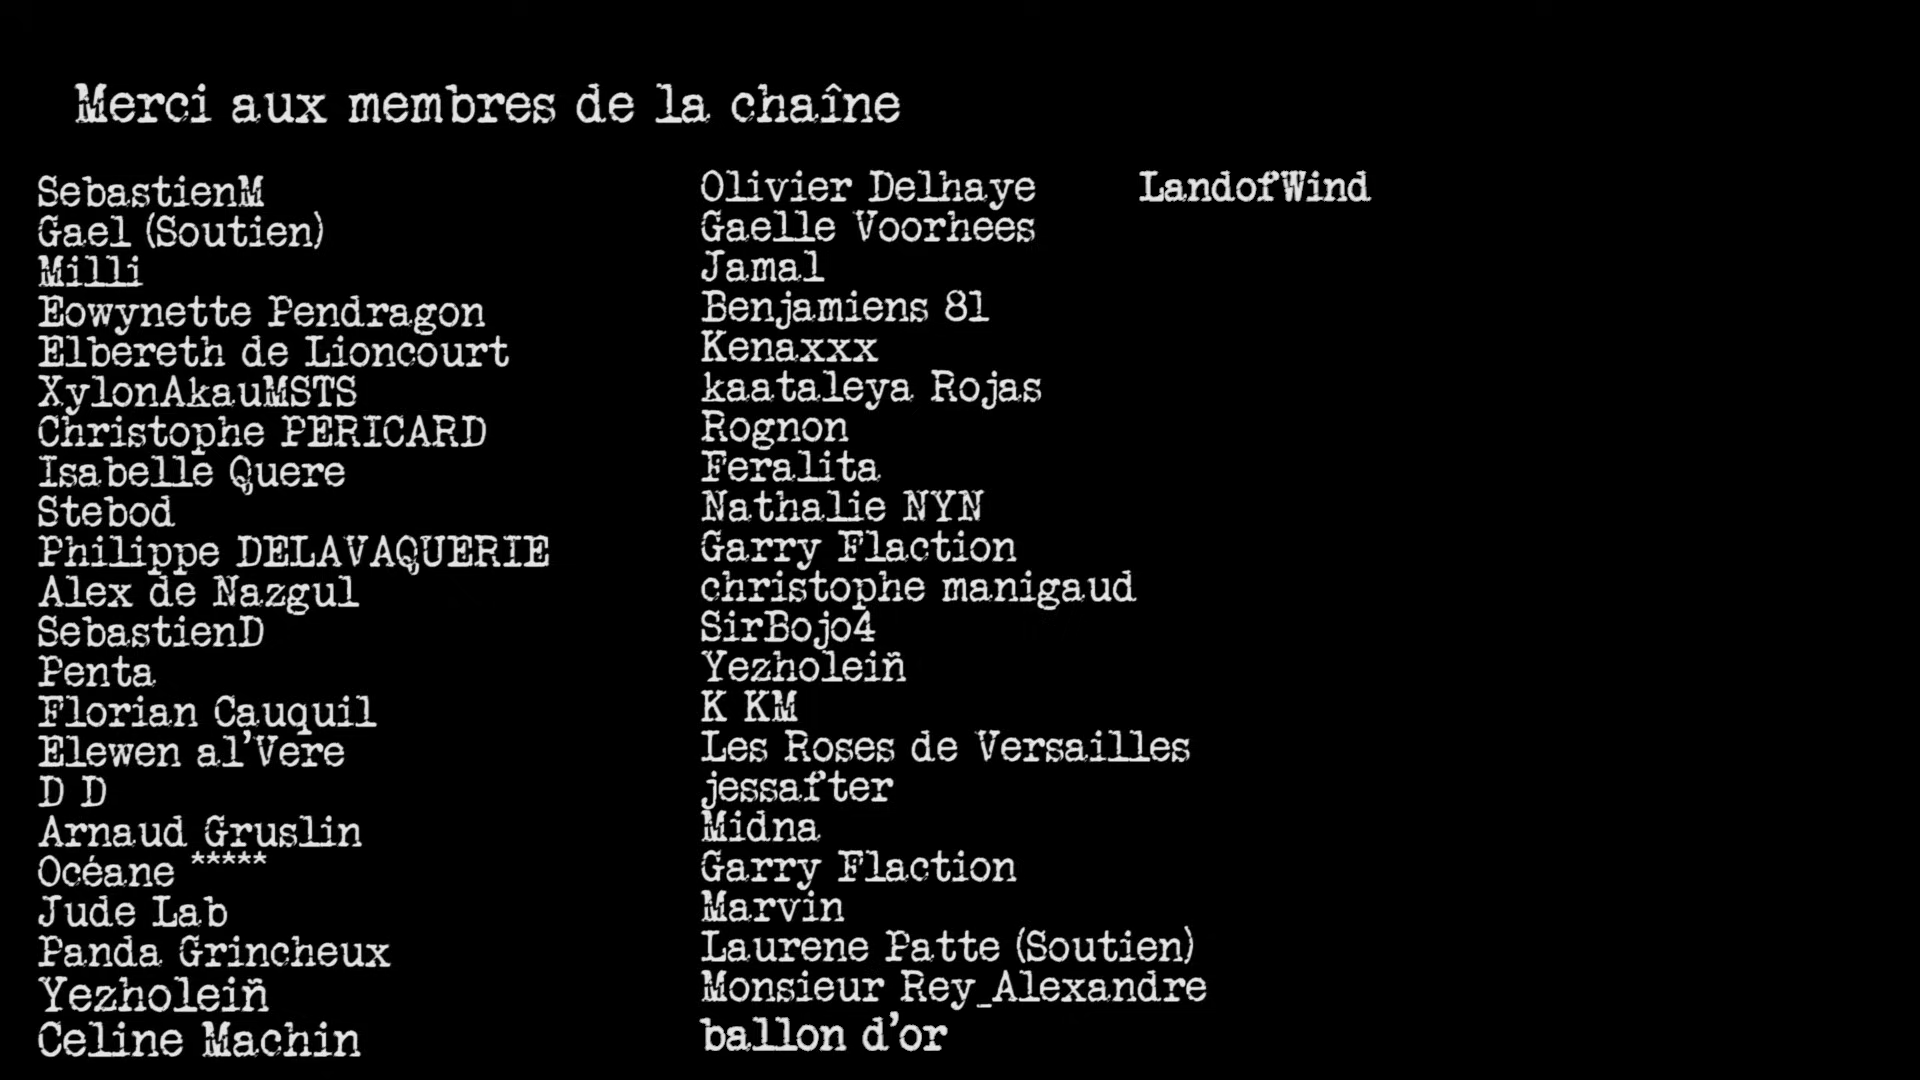 Merci aux membres de la chaîne
SebastienM
Gael (Soutien)
Milli
Eowynette Pendragon
Elbereth de Lioncourt
XylonAkauMSTS
Christophe PERICARD
Isabelle Quere
Stebod
Philippe DELAVAQUERIE
Alex de Nazgul
SebastienD
Penta
Florian Cauquil
Elewen al'Vere
D D
Arnaud Gruslin
Océane *****
Jude Lab
Panda Grincheux
Yezholeiñ
Celine Machin
Olivier Delhaye
Gaelle Voorhees
Jamal
Benjamiens 81
Kenaxxx
kaataleya Rojas
Rognon
Feralita
Nathalie NYN
Garry Flaction
christophe manigaud
SirBojo4
Yezholeiñ
K KM
Les Roses de Versailles
jessafter
Midna
Garry Flaction
Marvin
Laurene Patte (Soutien)
Monsieur Rey_Alexandre
ballon d'or
LandofWind